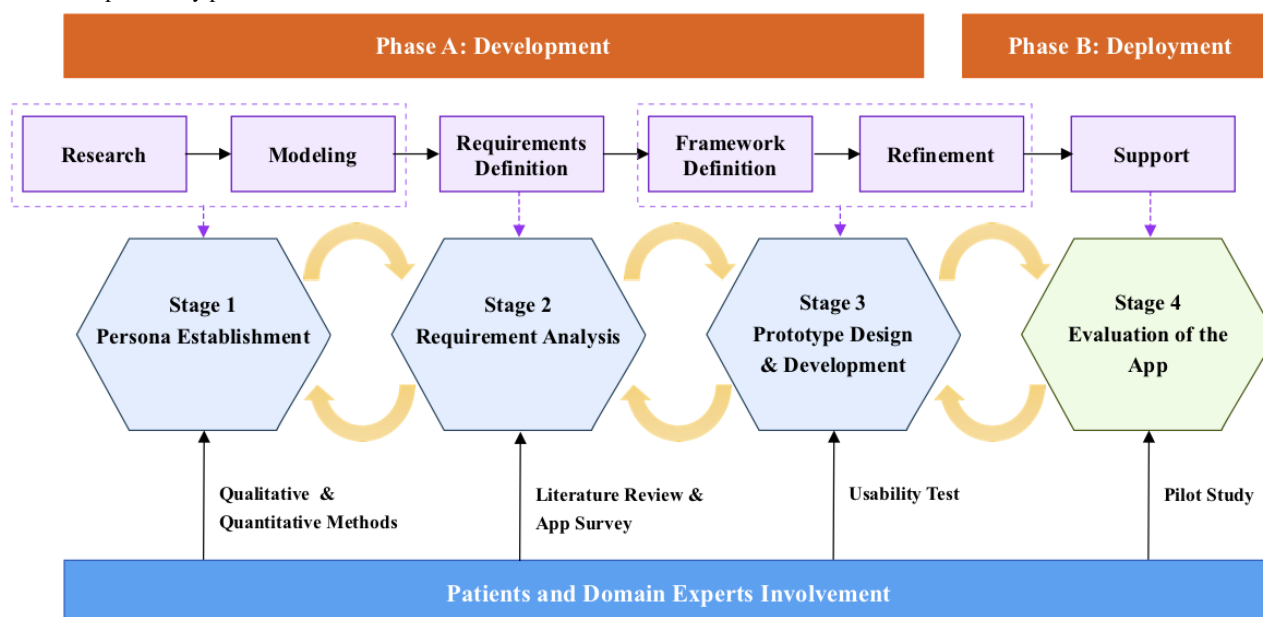 Phase A: Development
Phase B: Deployment
Research
Modeling
Requirements
Definition
Framework
Definition
Refinement
Support
Stage 1
Persona Establishment
Stage 2
Requirement Analysis
Stage 3
Prototype Design
& Development
Stage 4
Evaluation of the
App
Qualitative &
Quantitative Methods
Literature Review &
App Survey
Usability Test
Pilot Study
Patients and Domain Experts Involvement